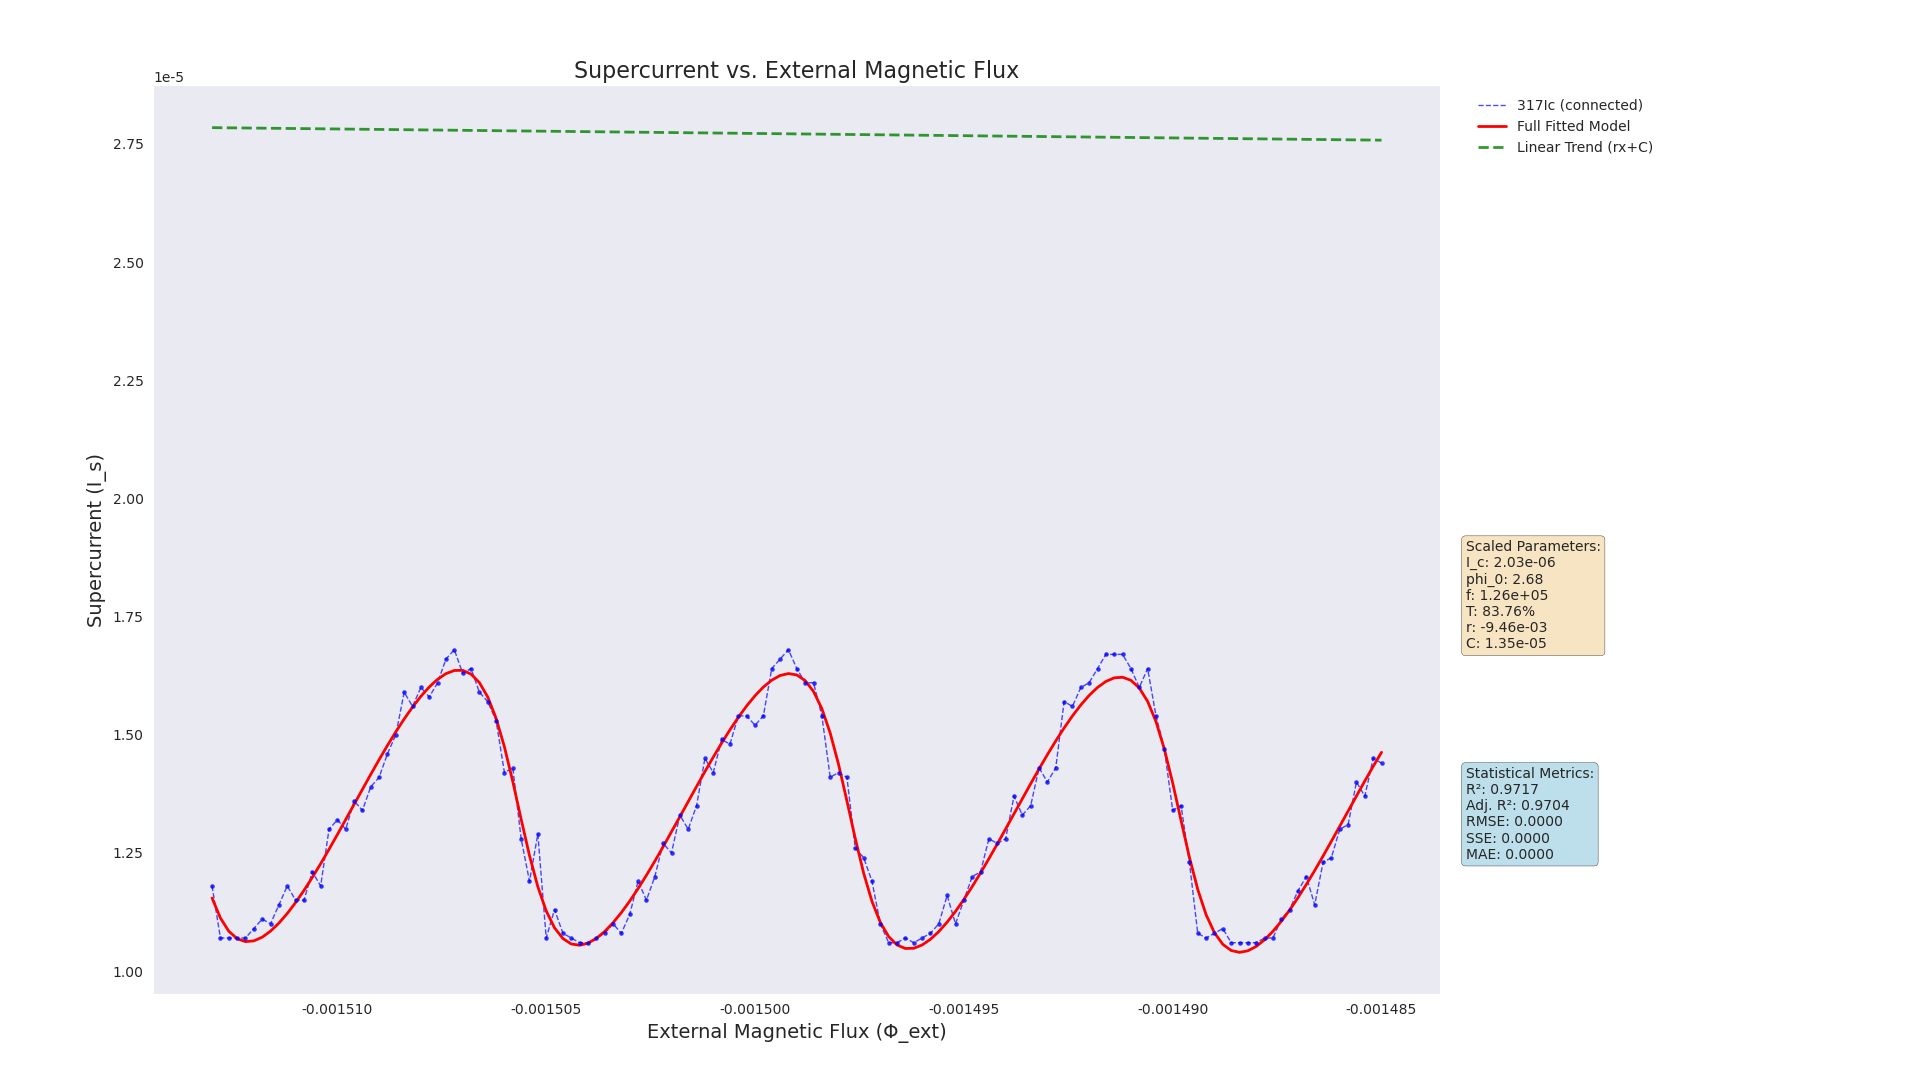 Supercurrent vs. External Magnetic Flux
1e-5
2.75
2.50
2.25
2.00
1.75
1.50
1.25
1.00
Supercurrent (I_s)
-0.001510
-0.001505
-0.001500
-0.001495
-0.001490
-0.001485
External Magnetic Flux (Φ_ext)
317Ic (connected)
Full Fitted Model
Linear Trend (rx+C)
Scaled Parameters:
I_c: 2.03e-06
phi_0: 2.68
f: 1.26e+05
T: 83.76%
r: -9.46e-03
C: 1.35e-05
Statistical Metrics:
R²: 0.9717
Adj. R²: 0.9704
RMSE: 0.0000
SSE: 0.0000
MAE: 0.0000